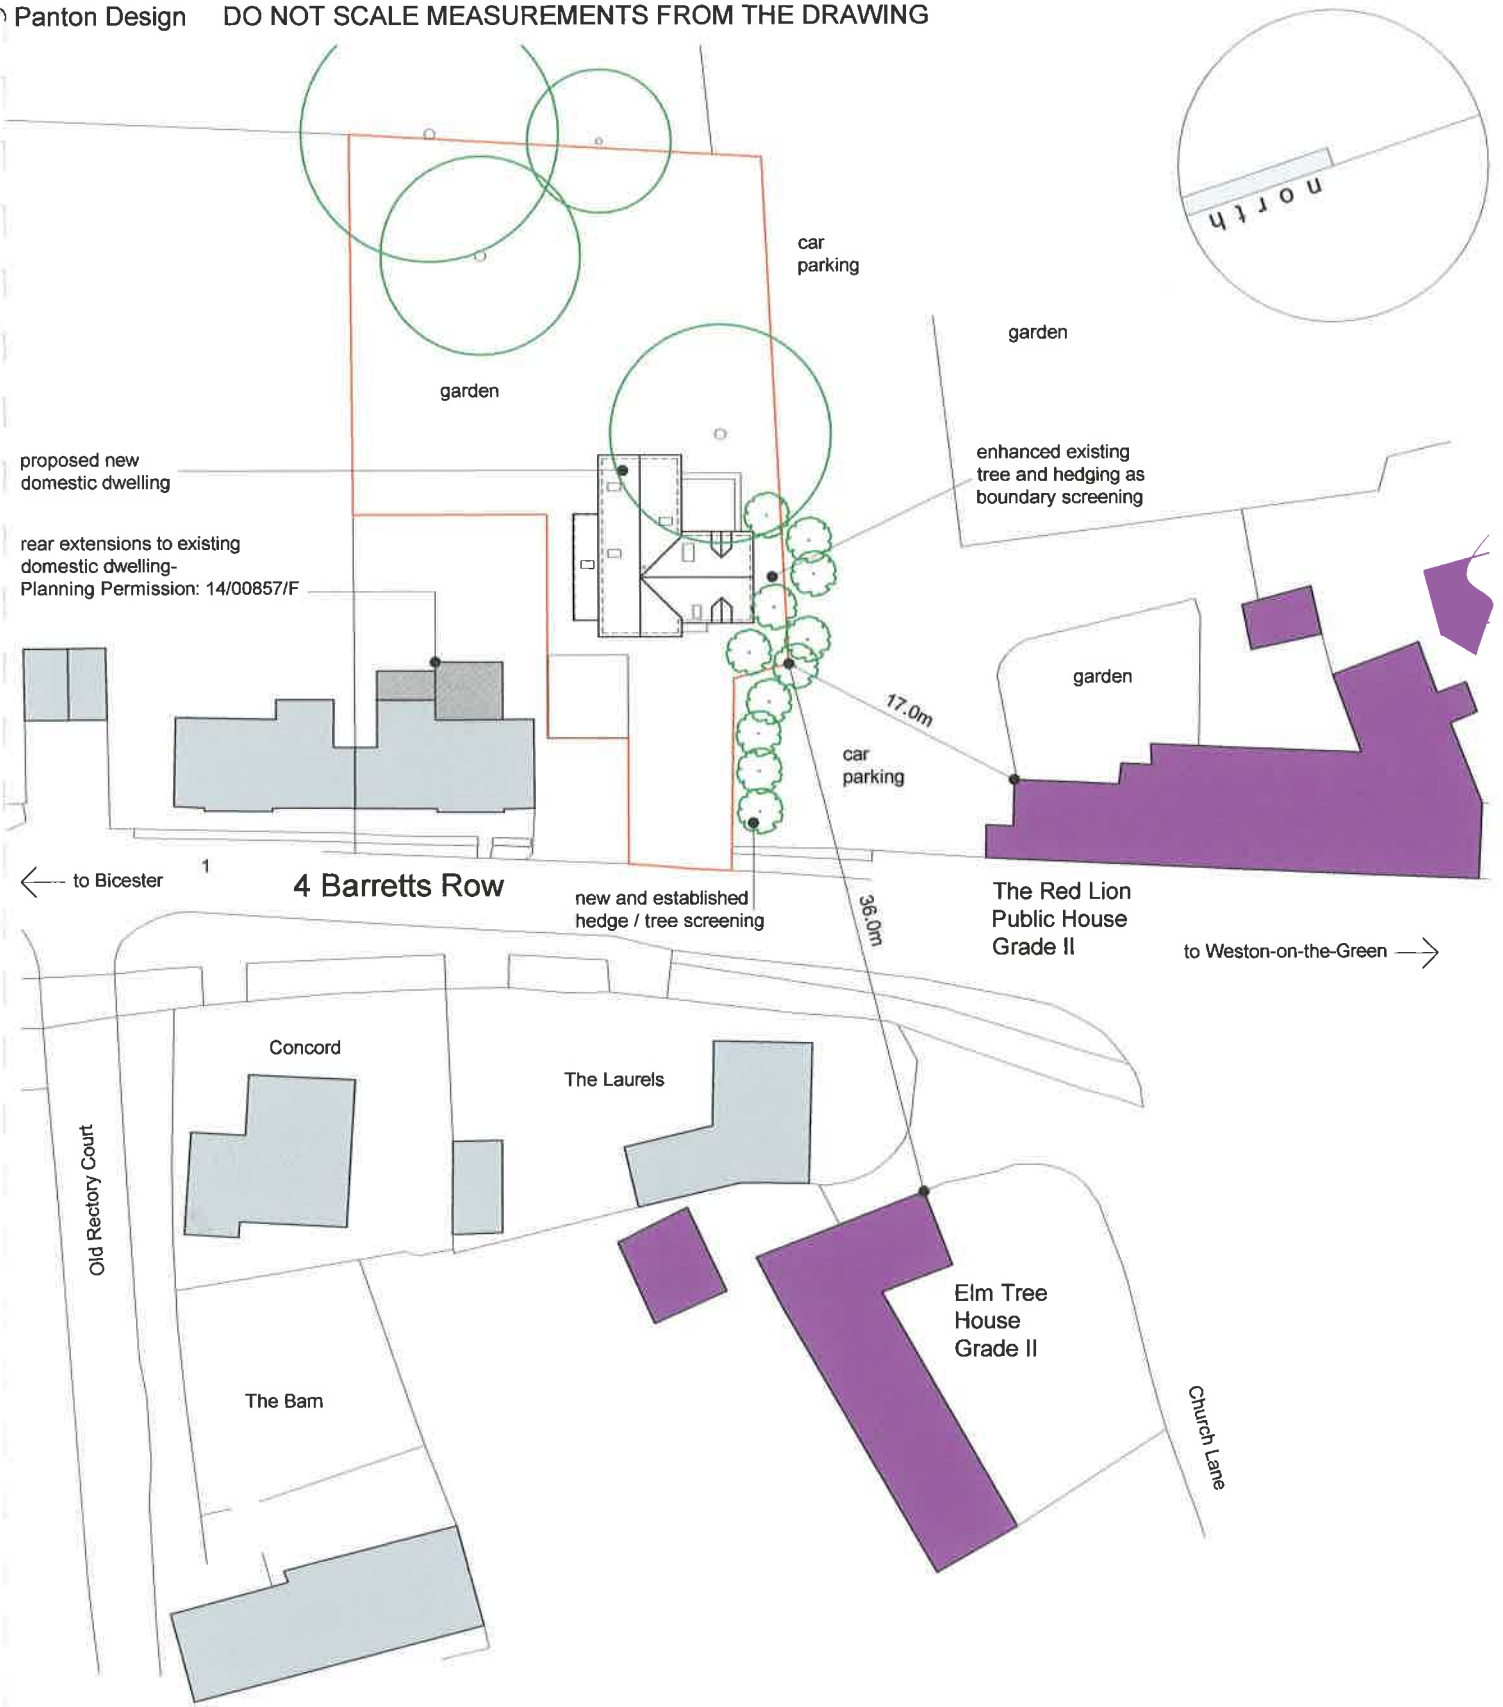 Panton Design DO NOT SCALE MEASUREMENTS FROM THE DRAWING
north
car
parking
garden
garden
proposed new
domestic dwelling
enhanced existing
tree and hedging as
boundary screening
rear extensions to existing
domestic dwelling-
Planning Permission: 14/00857/F
garden
17.0m
car
parking
1
to Bicester
4 Barretts Row
new and established
hedge / tree screening
36.0m
The Red Lion
Public House
Grade II
to Weston-on-the-Green
Concord
The Laurels
Old Rectory Court
Elm Tree
House
Grade II
The Barn
Church Lane